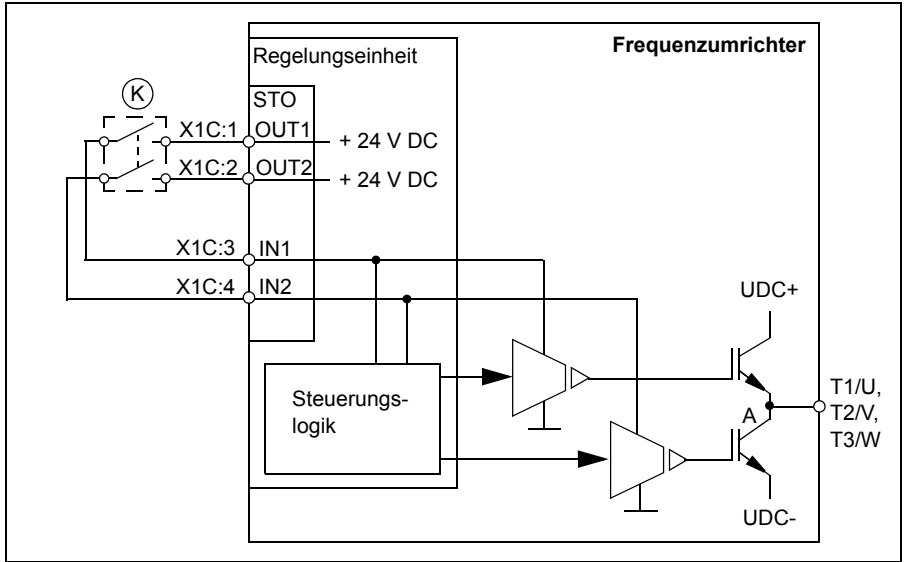 Frequenzumrichter
Regelungseinheit
K
STO
X1C:1 OUT1 + 24 V DC
X1C:2 OUT2 + 24 V DC
X1C:3 IN1
X1C:4 IN2
UDC+
Steuerungs-
logik
A
T1/U,
T2/V,
T3/W
UDC-